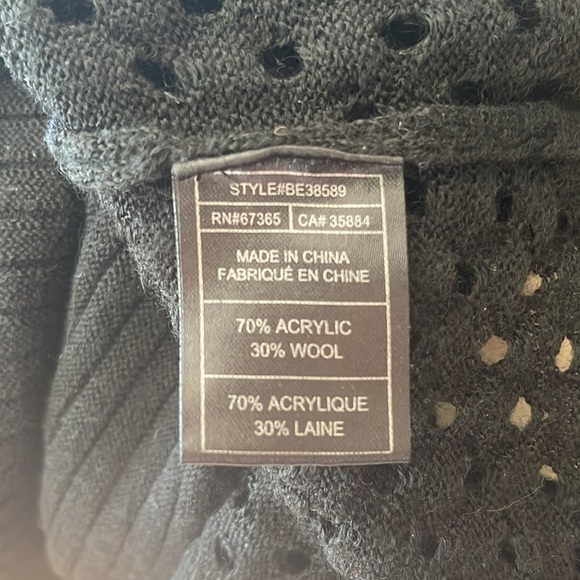 STYLE#BE38589
RN#67365 CA# 35884
MADE IN CHINA
FABRIQUÉ EN CHINE
70% ACRYLIC
30% WOOL
70% ACRYLIQUE
30% LAINE